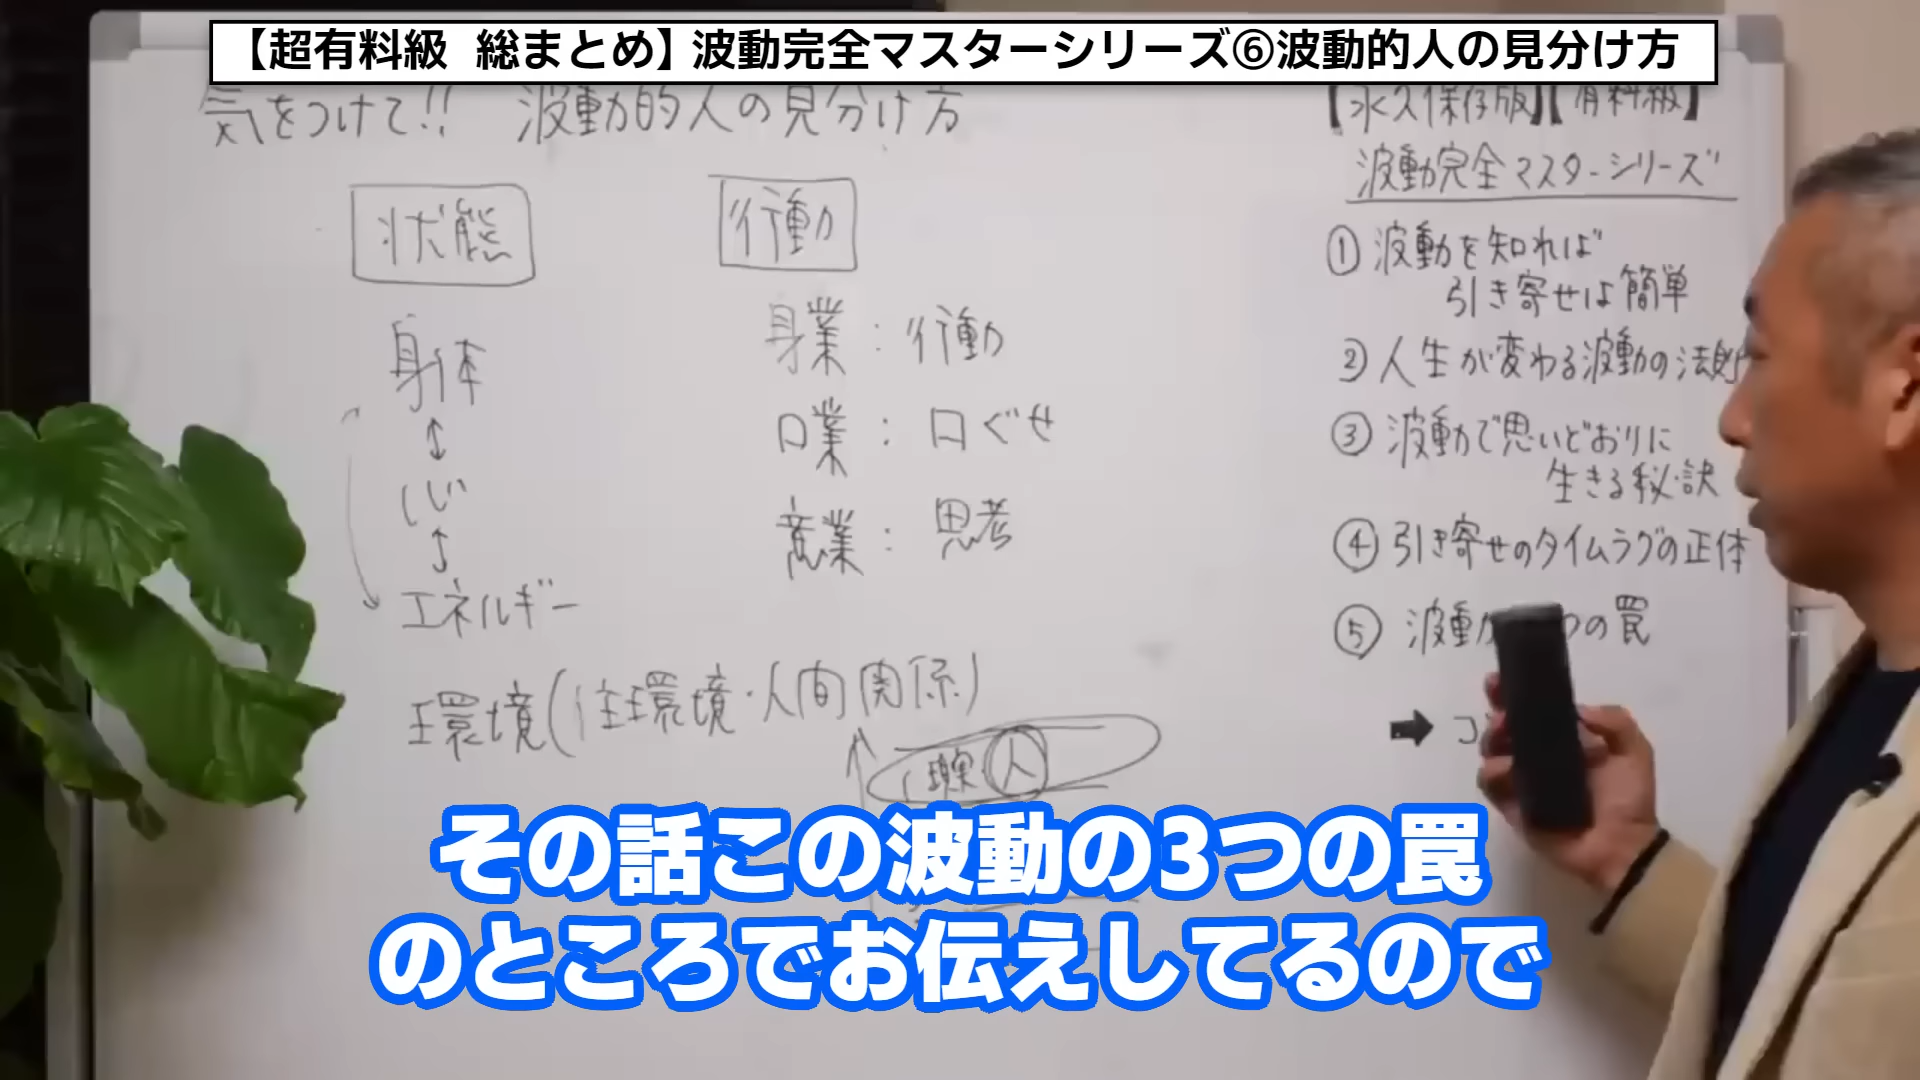 【超有料級 総まとめ】波動完全マスターシリーズ⑥波動的人の見分け方
気をつけて!! 波動的人の見分け方
状態
身体
↕
心
↕
エネルギー
環境(住環境・人間関係)
行動
身業:行動
口業:口ぐせ
意業:思考
現実 人
【永久保存版】【有料級】
波動完全マスターシリーズ
① 波動を知れば
引き寄せは簡単
② 人生が変わる波動の法則
③ 波動で思いどおりに
生きる秘訣
④ 引き寄せのタイムラグの正体
⑤ 波動 つの罠
➡ コ
その話この波動の3つの罠
のところでお伝えしてるので